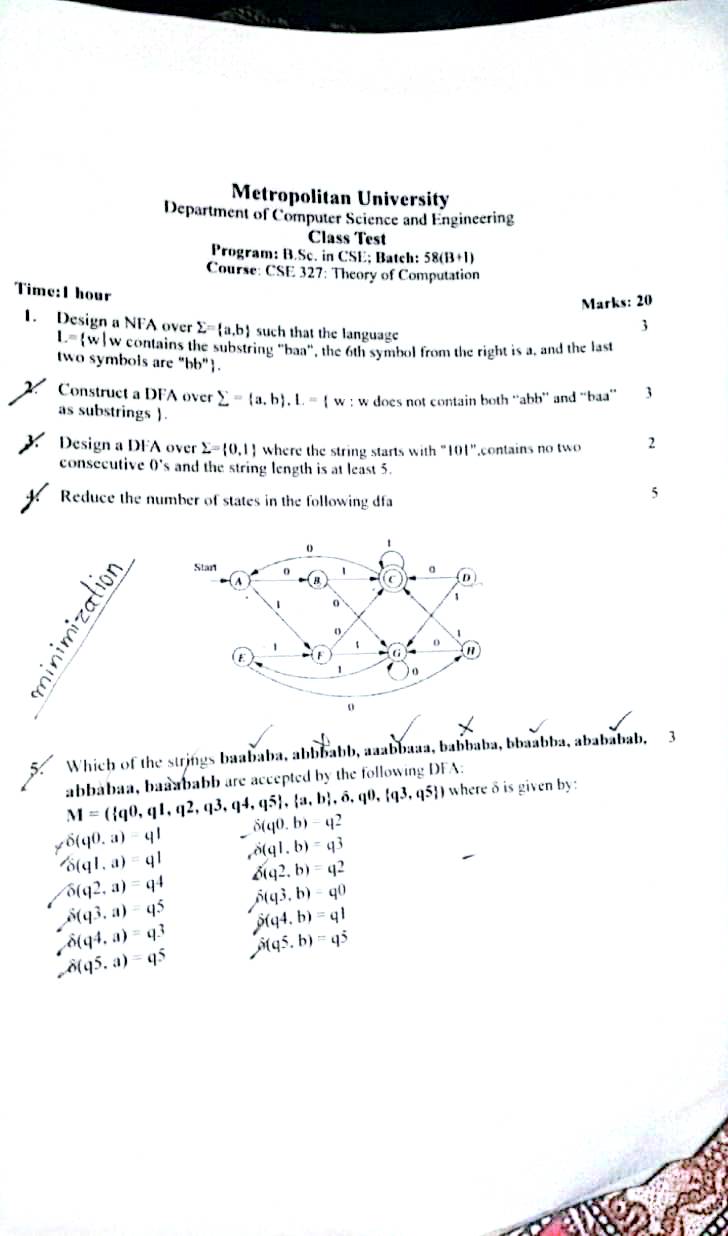 Metropolitan University
Department of Computer Science and Engineering
Class Test
Program: B.Sc. in CSE; Batch: 58(B+I)
Course: CSE 327: Theory of Computation
Time:1 hour
Marks: 20
1. Design a NFA over Σ={a,b} such that the language 3
L={w|w contains the substring "baa", the 6th symbol from the right is a, and the last
two symbols are "bb"}.
2. Construct a DFA over ∑ = {a, b}, L = { w : w does not contain both "abb" and "baa" 3
as substrings }.
3. Design a DFA over Σ={0,1} where the string starts with "101",contains no two 2
consecutive 0's and the string length is at least 5.
4. Reduce the number of states in the following dfa 5
minimization
Start
0 1
A 0 B 1 C 0 D
1 0 1
0 1
E 1 F 1 G 0 H
1 0
0
5. Which of the strings baababa, abbbabb, aaabbaaa, babbaba, bbaabba, ababab­ab, 3
abbabaa, baaababb are accepted by the following DFA:
M = ({q0, q1, q2, q3, q4, q5}, {a, b}, δ, q0, {q3, q5}) where δ is given by:
δ(q0, a) = q1 δ(q0, b) = q2
δ(q1, a) = q1 δ(q1, b) = q3
δ(q2, a) = q4 δ(q2, b) = q2
δ(q3, a) = q5 δ(q3, b) = q0
δ(q4, a) = q3 δ(q4, b) = q1
δ(q5, a) = q5 δ(q5, b) = q5